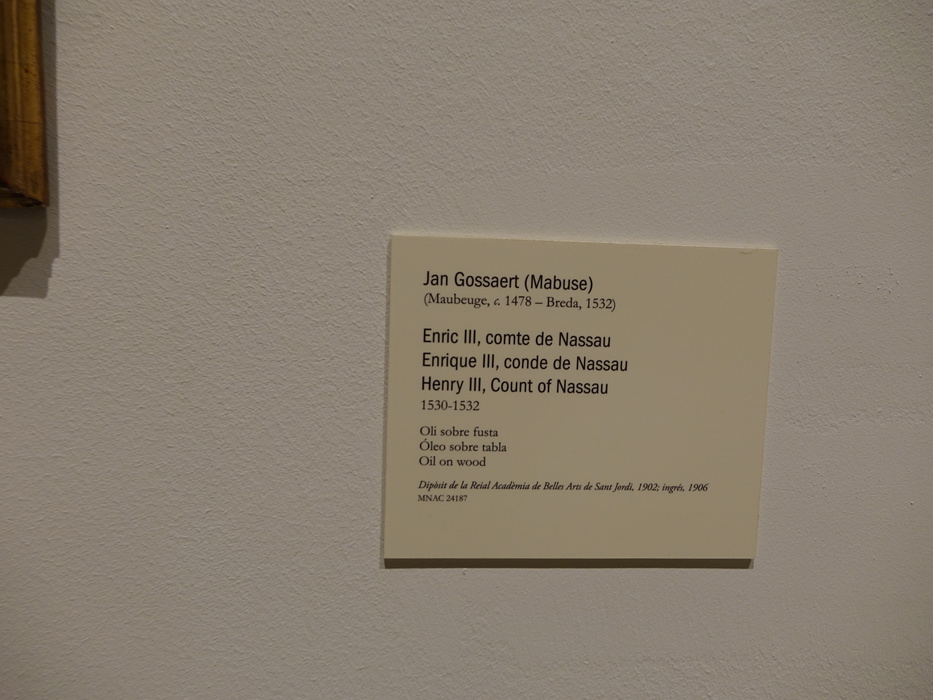 Jan Gossaert (Mabuse)
(Maubeuge, c. 1478 – Breda, 1532)
Enric III, comte de Nassau
Enrique III, conde de Nassau
Henry III, Count of Nassau
1530-1532
Oli sobre fusta
Óleo sobre tabla
Oil on wood
Dipòsit de la Reial Acadèmia de Belles Arts de Sant Jordi, 1902; ingrés, 1906
MNAC 24187